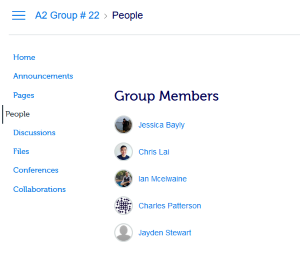 A2 Group # 22 > People
Home
Announcements
Pages
People
Discussions
Files
Conferences
Collaborations
Group Members
Jessica Bayly
Chris Lai
Ian Mcelwaine
Charles Patterson
Jayden Stewart